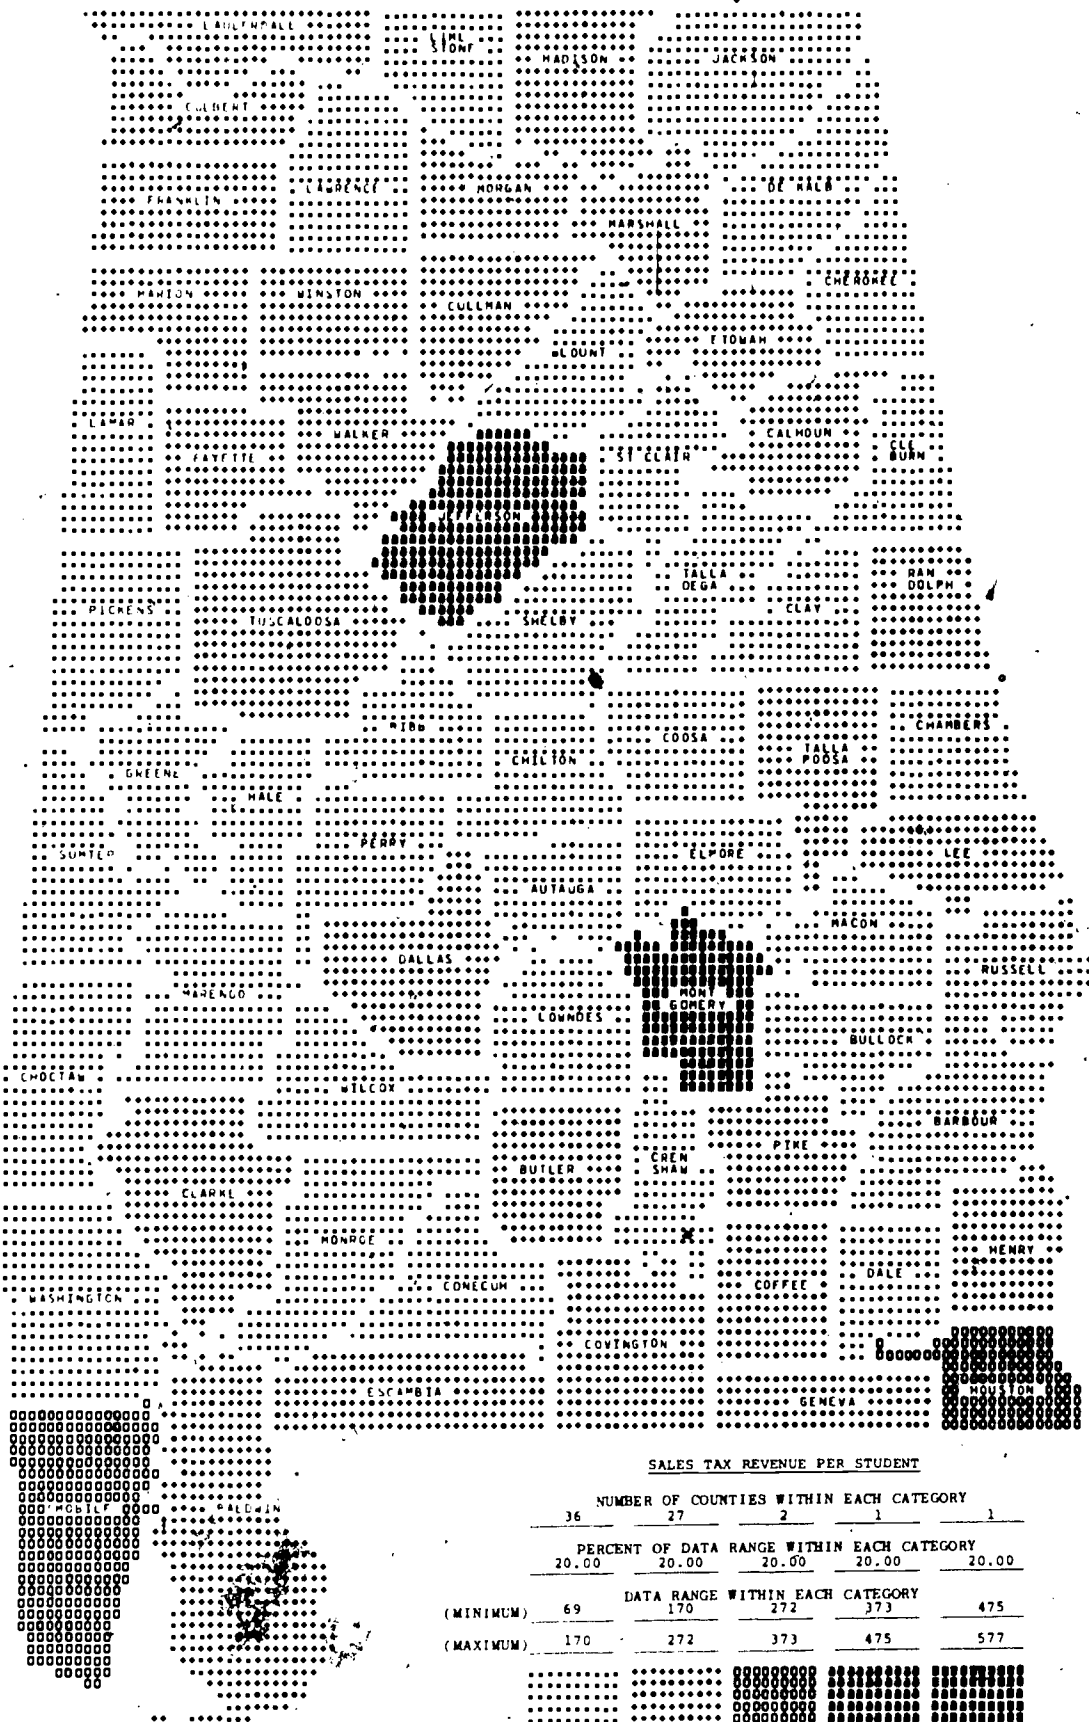 LAUDERDALE
LIME
STONE
MADISON
JACKSON
COLBERT
FRANKLIN
LAWRENCE
MORGAN
DE KALB
MARSHALL
MARION
WINSTON
CULLMAN
CHEROKEE
BLOUNT
ETOWAH
LAMAR
FAYETTE
WALKER
ST CLAIR
CALHOUN
CLE
BURN
JEFFERSON
PICKENS
TUSCALOOSA
SHELBY
TALLA
DEGA
CLAY
RAN
DOLPH
BIBB
CHILTON
COOSA
TALLA
POOSA
CHAMBERS
GREENE
HALE
SUMTER
PERRY
AUTAUGA
ELMORE
LEE
MACON
DALLAS
RUSSELL
MARENGO
LOWNDES
MONT
GOMERY
BULLOCK
CHOCTAW
WILCOX
BARBOUR
CLARKE
BUTLER
CREN
SHAW
PIKE
MONROE
HENRY
WASHINGTON
CONECUH
COFFEE
DALE
COVINGTON
ESCAMBIA
GENEVA
HOUSTON
MOBILE
BALDWIN
SALES TAX REVENUE PER STUDENT
NUMBER OF COUNTIES WITHIN EACH CATEGORY
36 27 2 1 1
PERCENT OF DATA RANGE WITHIN EACH CATEGORY
20.00 20.00 20.00 20.00 20.00
DATA RANGE WITHIN EACH CATEGORY
(MINIMUM) 69 170 272 373 475
(MAXIMUM) 170 272 373 475 577